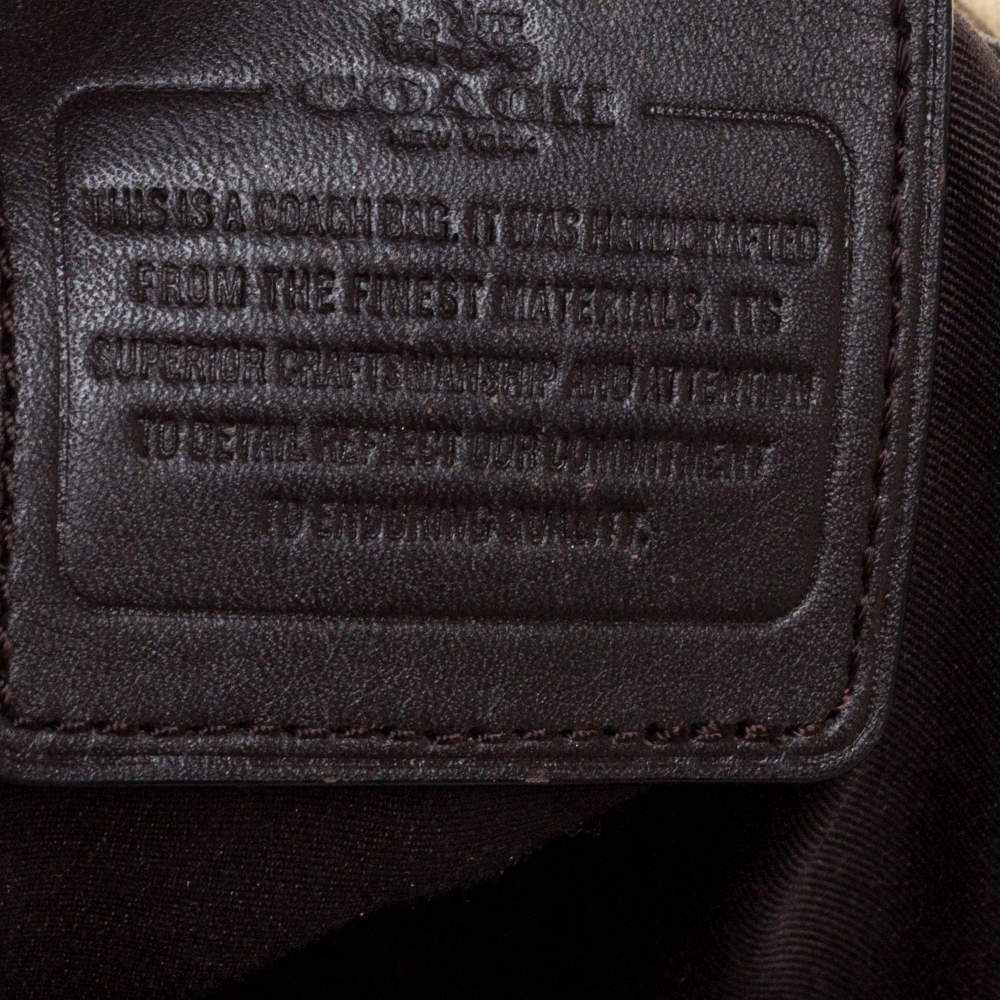 COACH
NEW YORK
THIS IS A COACH BAG. IT WAS HANDCRAFTED
FROM THE FINEST MATERIALS. ITS
SUPERIOR CRAFTSMANSHIP AND ATTENTION
TO DETAIL REFLECT OUR COMMITMENT
TO ENDURING QUALITY.